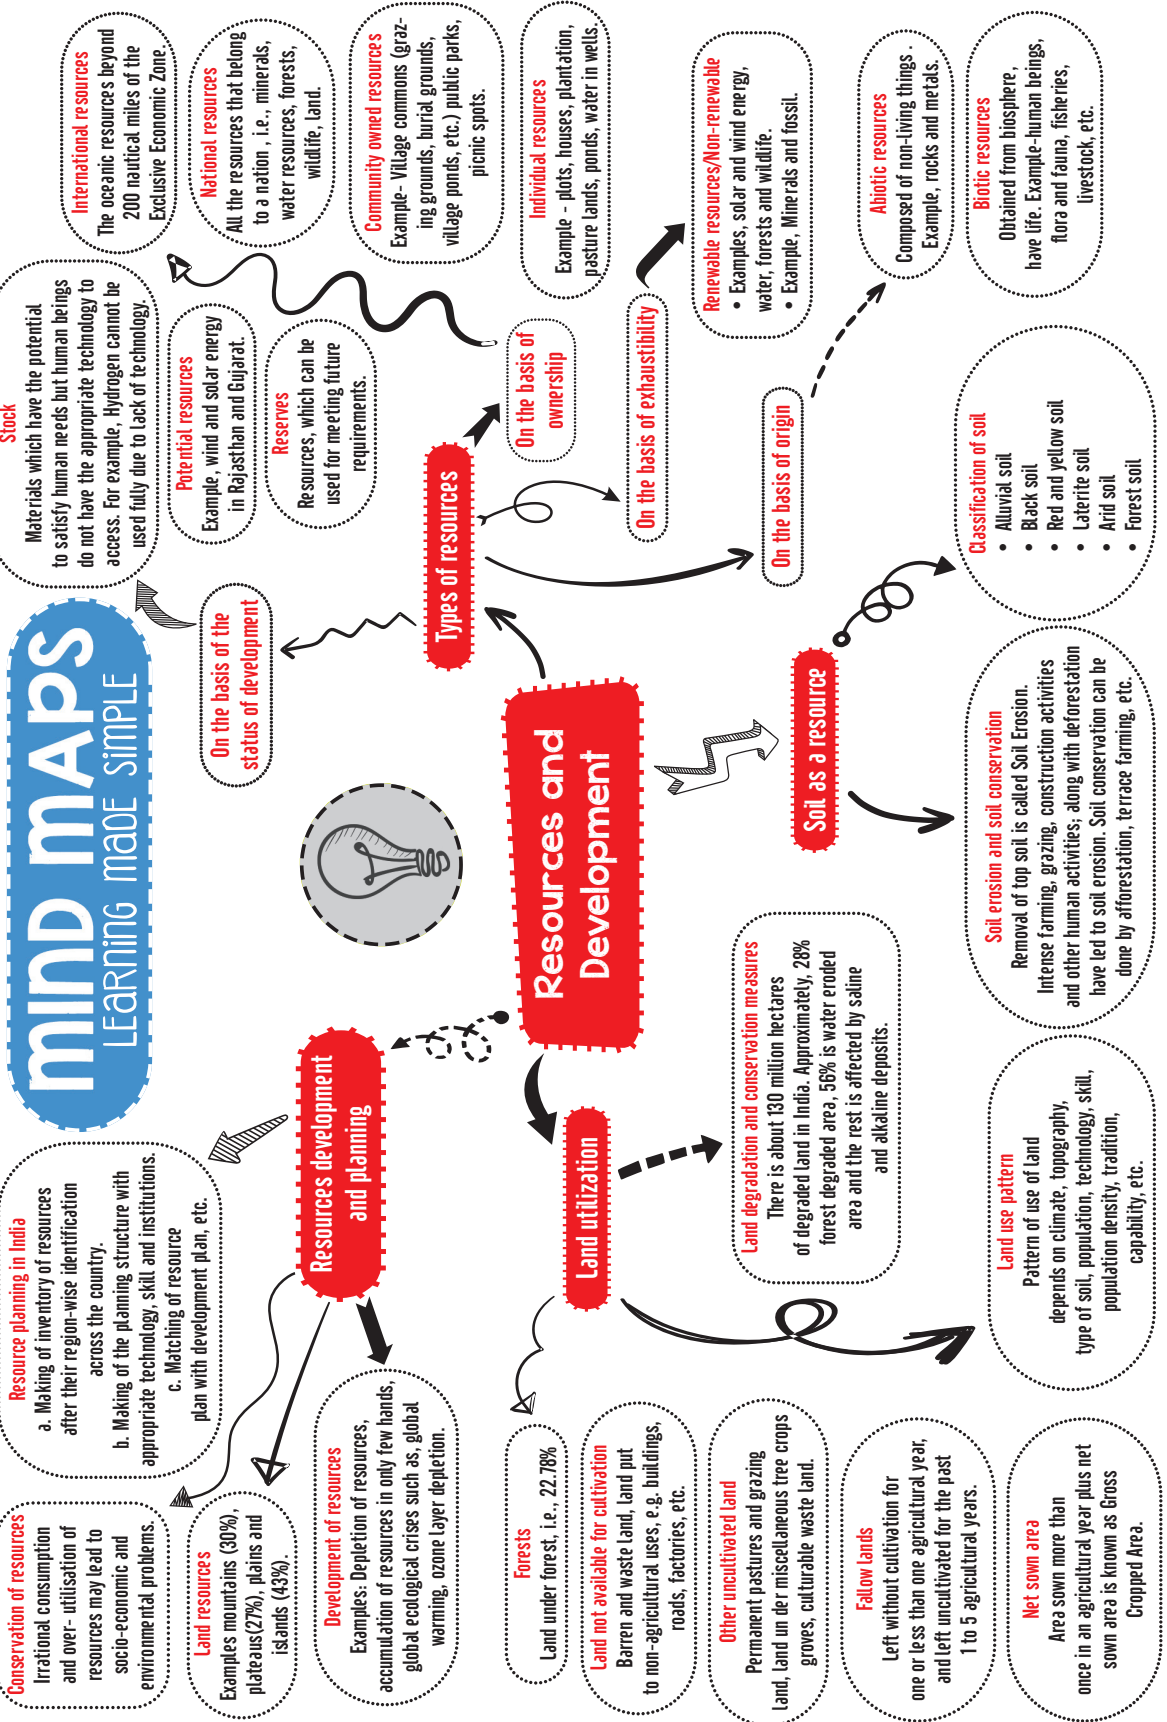 MIND MAPS
LEARNING MADE SIMPLE
Resources and
Development
Types of resources
On the basis of the
status of development
Stock
Materials which have the potential
to satisfy human needs but human beings
do not have the appropriate technology to
access. For example, Hydrogen cannot be
used fully due to lack of technology.
Potential resources
Example, wind and solar energy
in Rajasthan and Gujarat.
Reserves
Resources, which can be
used for meeting future
requirements.
On the basis of
ownership
International resources
The oceanic resources beyond
200 nautical miles of the
Exclusive Economic Zone.
National resources
All the resources that belong
to a nation , i.e., minerals,
water resources, forests,
wildlife, land.
Community owned resources
Example- Village commons (graz-
ing grounds, burial grounds,
village ponds, etc.) public parks,
picnic spots.
Individual resources
Example - plots, houses, plantation,
pasture lands, ponds, water in wells.
On the basis of exhaustibility
Renewable resources/Non-renewable
• Examples, solar and wind energy,
water, forests and wildlife.
• Example, Minerals and fossil.
On the basis of origin
Abiotic resources
Composed of non-living things .
Example, rocks and metals.
Biotic resources
Obtained from biosphere,
have life. Example-human beings,
flora and fauna, fisheries,
livestock, etc.
Soil as a resource
Classification of soil
• Alluvial soil
• Black soil
• Red and yellow soil
• Laterite soil
• Arid soil
• Forest soil
Soil erosion and soil conservation
Removal of top soil is called Soil Erosion.
Intense farming, grazing, construction activities
and other human activities; along with deforestation
have led to soil erosion. Soil conservation can be
done by afforestation, terrace farming, etc.
Resources development
and planning
Resource planning in India
a. Making of inventory of resources
after their region-wise identification
across the country.
b. Making of the planning structure with
appropriate technology, skill and institutions.
c. Matching of resource
plan with development plan, etc.
Conservation of resources
Irrational consumption
and over- utilisation of
resources may lead to
socio-economic and
environmental problems.
Land resources
Examples mountains (30%),
plateaus(27%), plains and
islands (43%).
Development of resources
Examples: Depletion of resources,
accumulation of resources in only few hands,
global ecological crises such as, global
warming, ozone layer depletion.
Land utilization
Land degradation and conservation measures
There is about 130 million hectares
of degraded land in India. Approximately, 28%
forest degraded area, 56% is water eroded
area and the rest is affected by saline
and alkaline deposits.
Land use pattern
Pattern of use of land
depends on climate, topography,
type of soil, population, technology, skill,
population density, tradition,
capability, etc.
Forests
Land under forest, i.e., 22.78%
Land not available for cultivation
Barren and waste land, land put
to non-agricultural uses, e.g. buildings,
roads, factories, etc.
Other uncultivated land
Permanent pastures and grazing
land, land un der miscellaneous tree crops
groves, culturable waste land.
Fallow lands
Left without cultivation for
one or less than one agricultural year,
and left uncultivated for the past
1 to 5 agricultural years.
Net sown area
Area sown more than
once in an agricultural year plus net
sown area is known as Gross
Cropped Area.